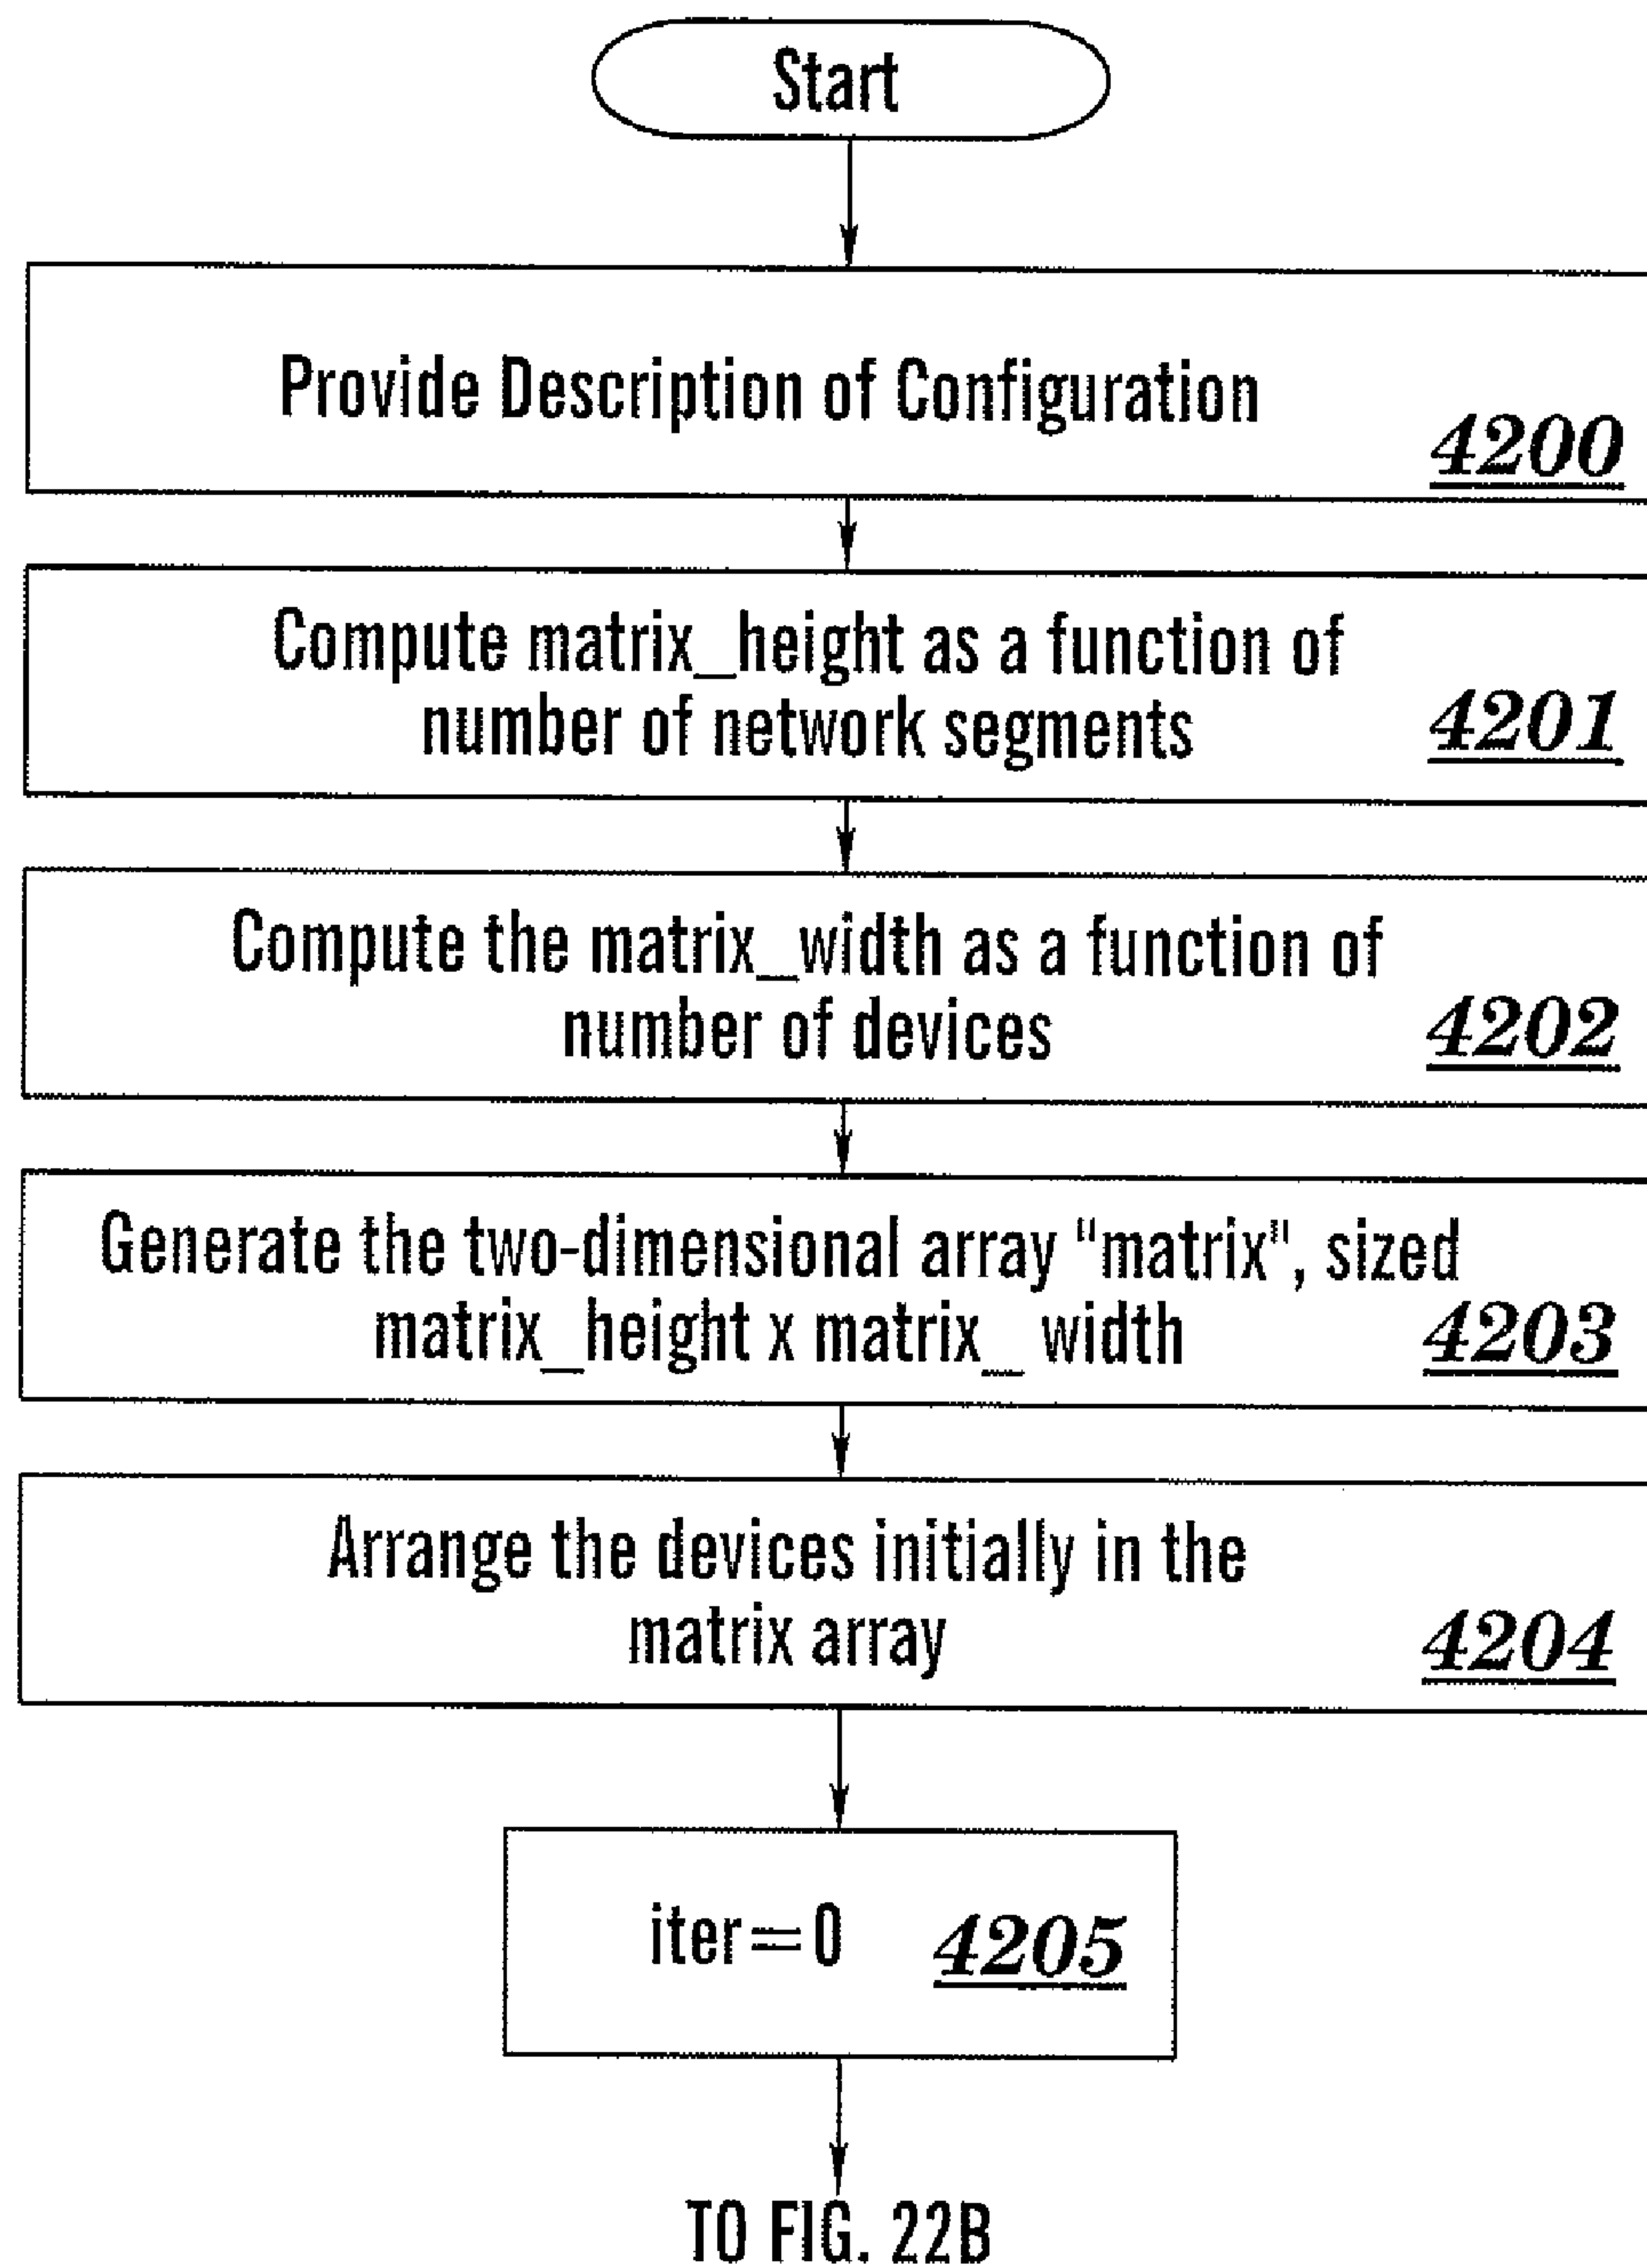 Start
Provide Description of Configuration
4200
Compute matrix_height as a function of
number of network segments
4201
Compute the matrix_width as a function of
number of devices
4202
Generate the two-dimensional array "matrix", sized
matrix_height x matrix_ width
4203
Arrange the devices initially in the
matrix array
4204
iter=0 4205
TO FIG. 22B